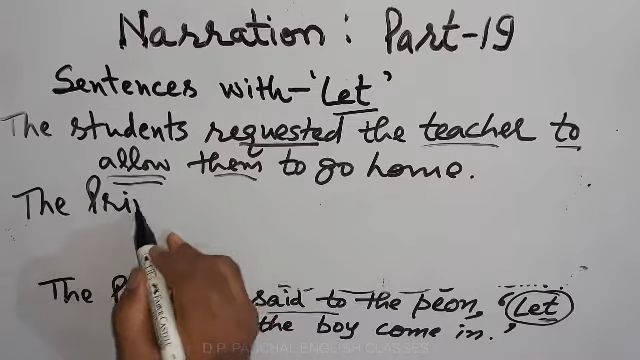 Narration : Part-19
Sentences with-'Let'
The students requested the teacher to
allow them to go home.
The Pri
The P said to the peon, 'Let
the boy come in.'
D.P. PANCHAL ENGLISH CLASSES